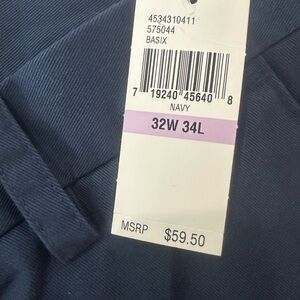 4534310411
575044
BASIX
7 19240 45640 8
NAVY
32W 34L
MSRP $59.50